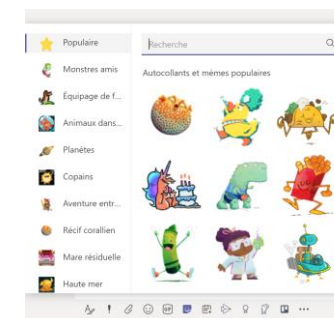 Populaire
Recherche
Monstres amis
Autocollants et mèmes populaires
Équipage de f...
Animaux dans...
Planètes
Copains
Aventure entr...
Récif corallien
Mare résiduelle
Haute mer